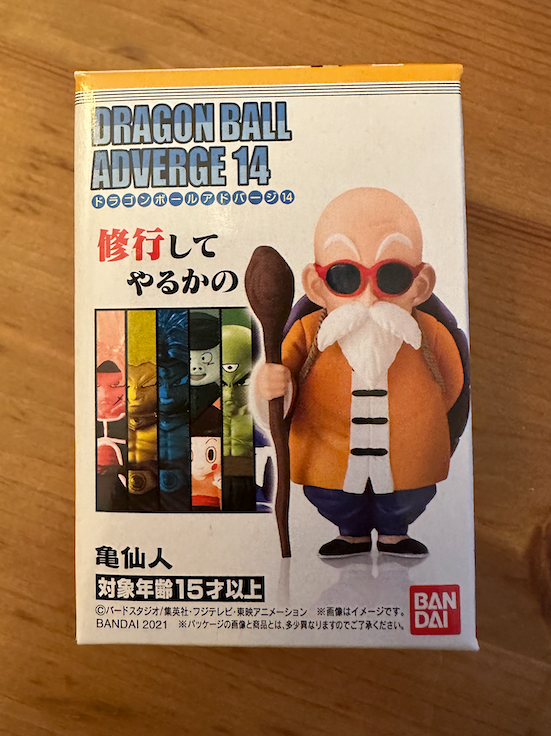 DRAGON BALL
ADVERGE 14
ドラゴンボールアドバージ14
修行して
やるかの
亀仙人
対象年齢15才以上
©バードスタジオ/集英社・フジテレビ・東映アニメーション ※画像はイメージです。
BANDAI 2021 ※パッケージの画像と商品とは、多少異なりますのでご了承ください。
BAN
DAI